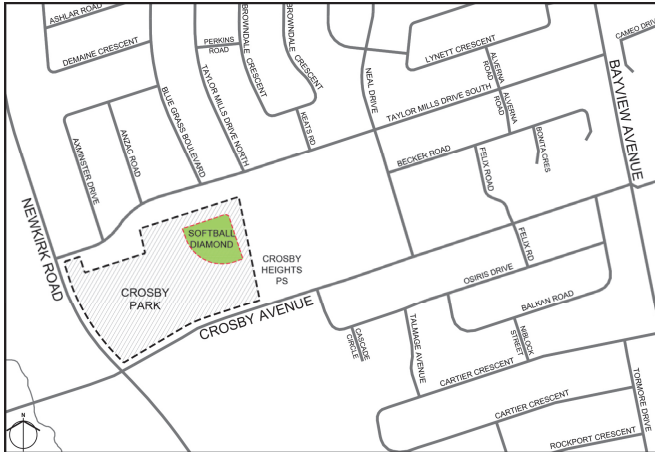 ASHLAR ROAD
DEMAINE CRESCENT
PERKINS
ROAD
BROWNDALE
CRESCENT
BROWNDALE
CRESCENT
BLUE GRASS BOULEVARD
TAYLOR MILLS DRIVE NORTH
KEATS RD
NEAL DRIVE
LYNETT CRESCENT
ALVERNA
ROAD
ALVERNA
ROAD
CAMEO DRIV
BAYVIEW AVENUE
TAYLOR MILLS DRIVE SOUTH
AXMINSTER DRIVE
ANZAC ROAD
BECKER ROAD
FELIX ROAD
BONITA CRES
NEWKIRK ROAD
SOFTBALL
DIAMOND
FELIX RD
CROSBY
HEIGHTS
PS
CROSBY
PARK
OSIRIS DRIVE
BALKAN ROAD
CROSBY AVENUE
CASCADE
CIRCLE
TALMAGE AVENUE
NIBLOCK
STREET
CARTIER CRESCENT
CARTIER CRESCENT
TORMORE DRIVE
ROCKPORT CRESCENT
N